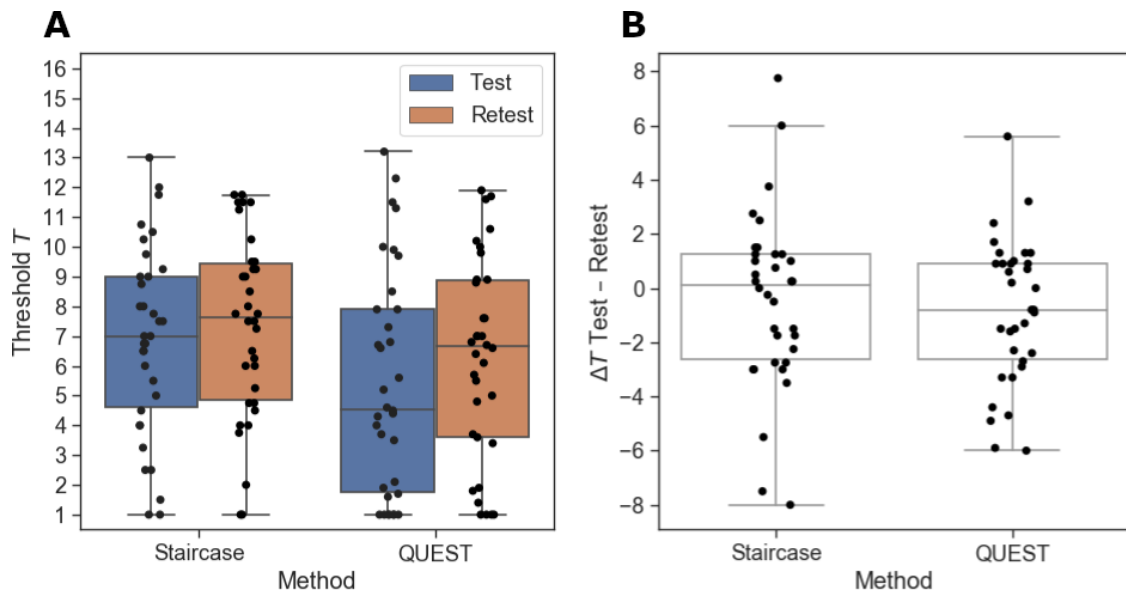 A
16
15
14
13
12
11
10
9
8
7
6
5
4
3
2
1
Threshold T
Test
Retest
Staircase
QUEST
Method
B
8
6
4
2
0
−2
−4
−6
−8
ΔT Test − Retest
Staircase
QUEST
Method